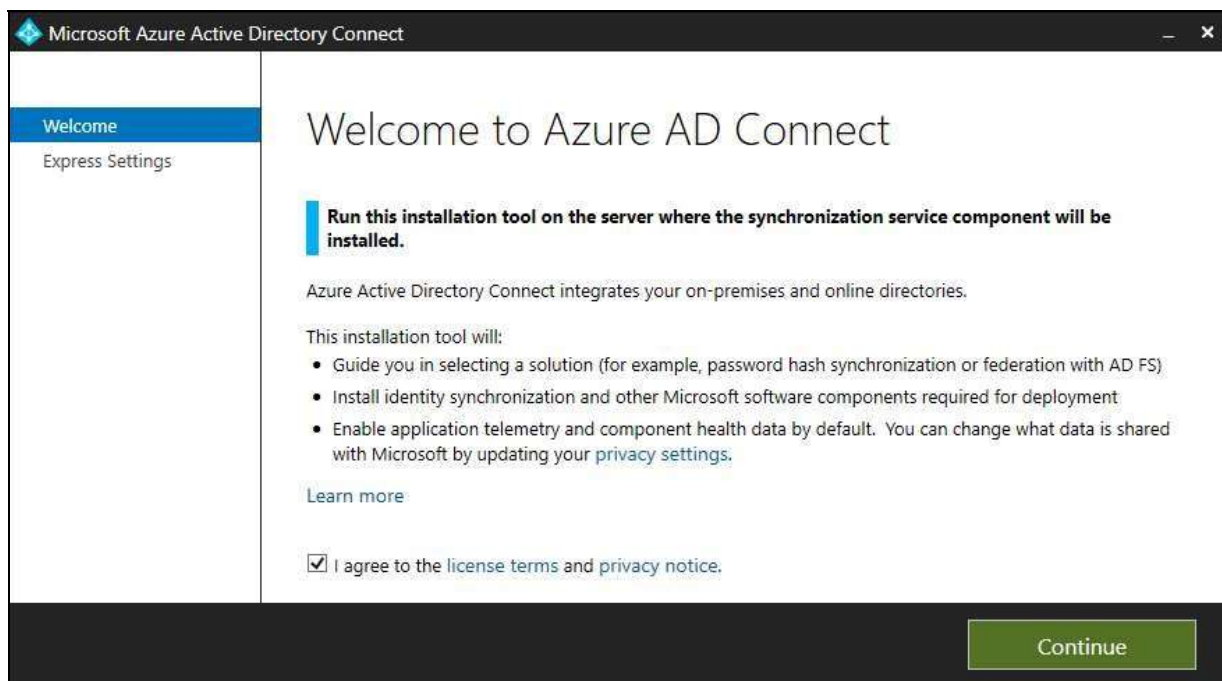 Microsoft Azure Active Directory Connect
Welcome
Express Settings
Welcome to Azure AD Connect
Run this installation tool on the server where the synchronization service component will be
installed.
Azure Active Directory Connect integrates your on-premises and online directories.
This installation tool will:
• Guide you in selecting a solution (for example, password hash synchronization or federation with AD FS)
• Install identity synchronization and other Microsoft software components required for deployment
• Enable application telemetry and component health data by default.  You can change what data is shared
with Microsoft by updating your privacy settings.
Learn more
I agree to the license terms and privacy notice.
Continue